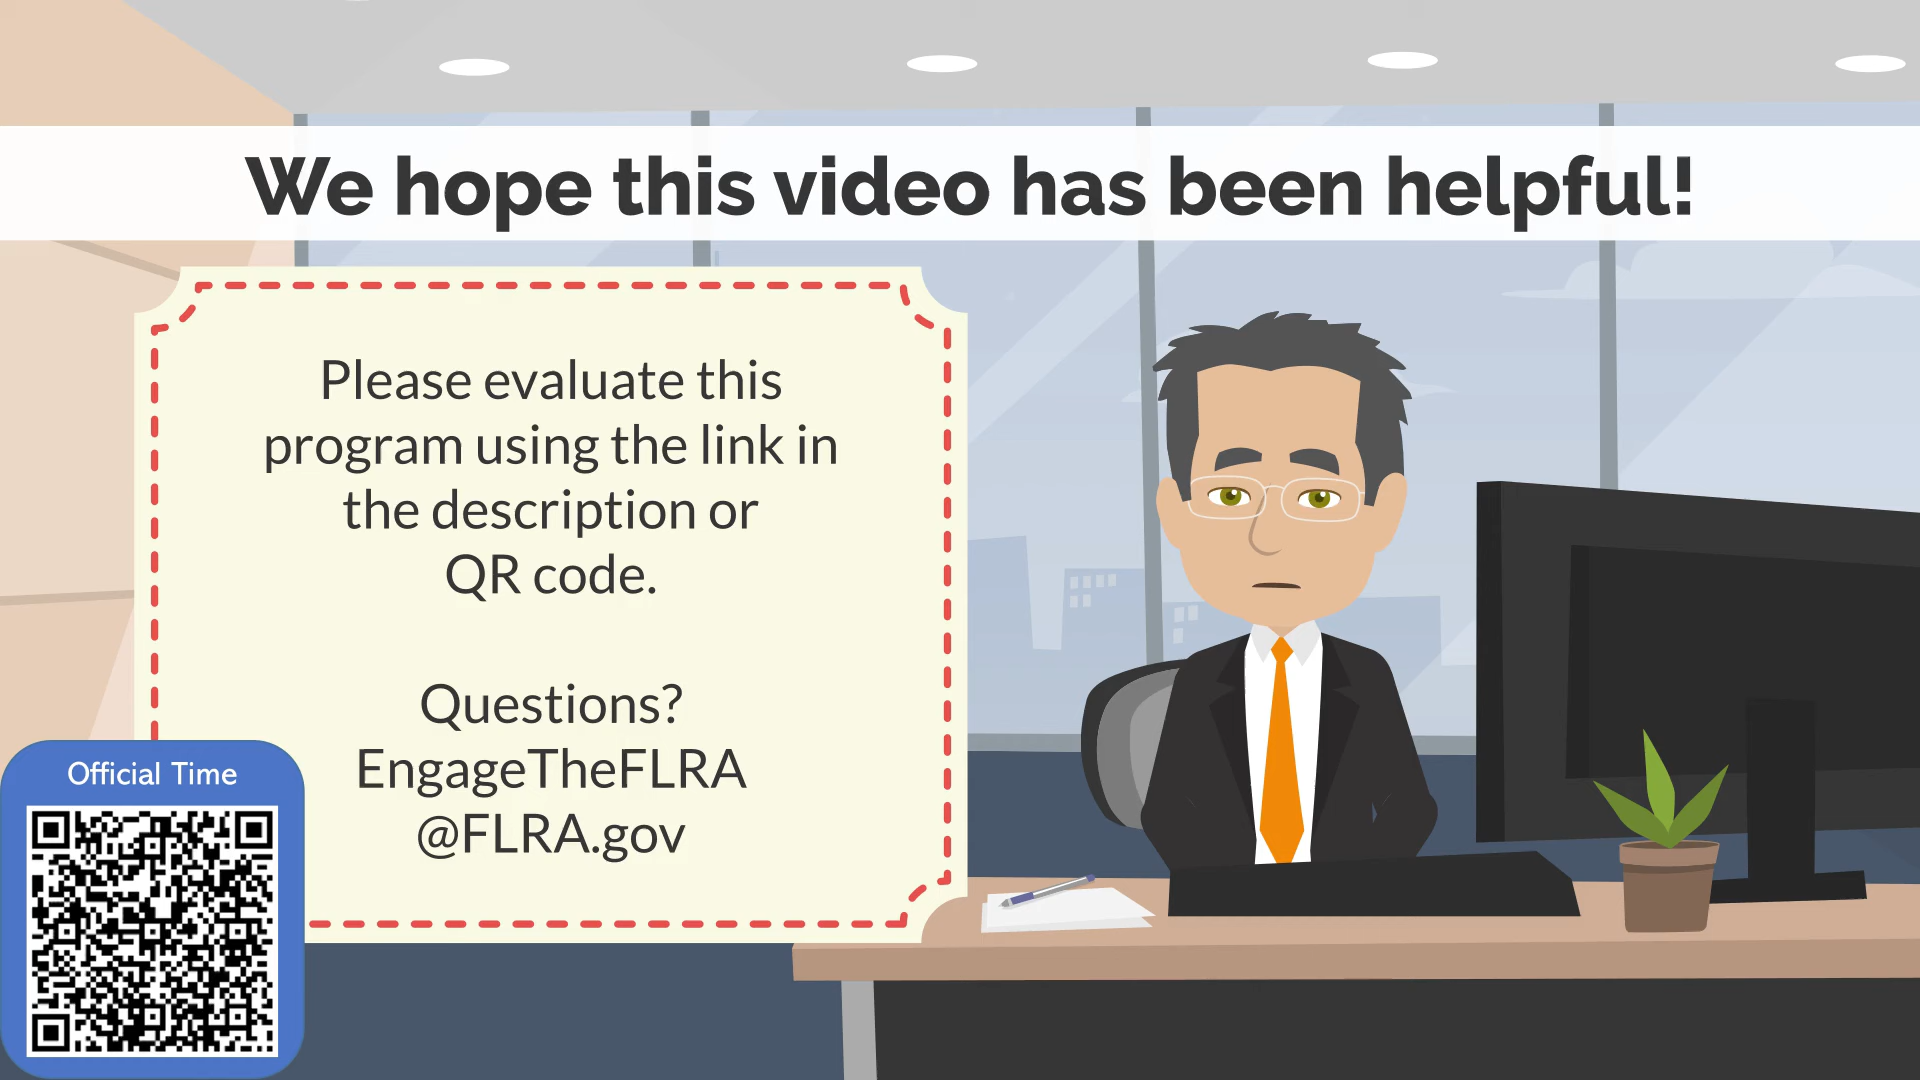 We hope this video has been helpful!
Please evaluate this
program using the link in
the description or
QR code.
Questions?
EngageTheFLRA
@FLRA.gov
Official Time